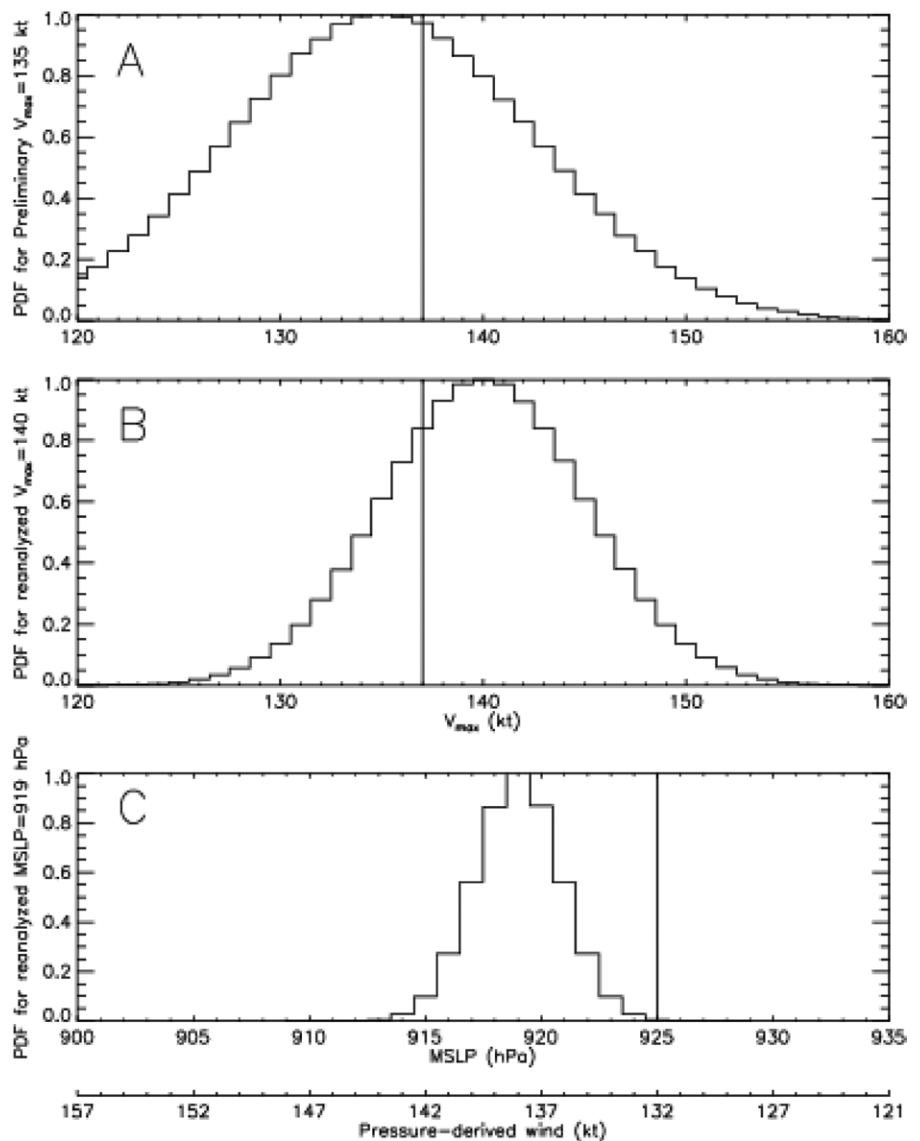 PDF for Preliminary Vmax=135 kt
A
1.0
0.8
0.6
0.4
0.2
0.0
120 130 140 150 160
PDF for reanalyzed Vmax=140 kt
B
1.0
0.8
0.6
0.4
0.2
0.0
120 130 140 150 160
Vmax (kt)
PDF for reanalyzed MSLP=919 hPa
C
1.0
0.8
0.6
0.4
0.2
0.0
900 905 910 915 920 925 930 935
MSLP (hPa)
157 152 147 142 137 132 127 121
Pressure-derived wind (kt)